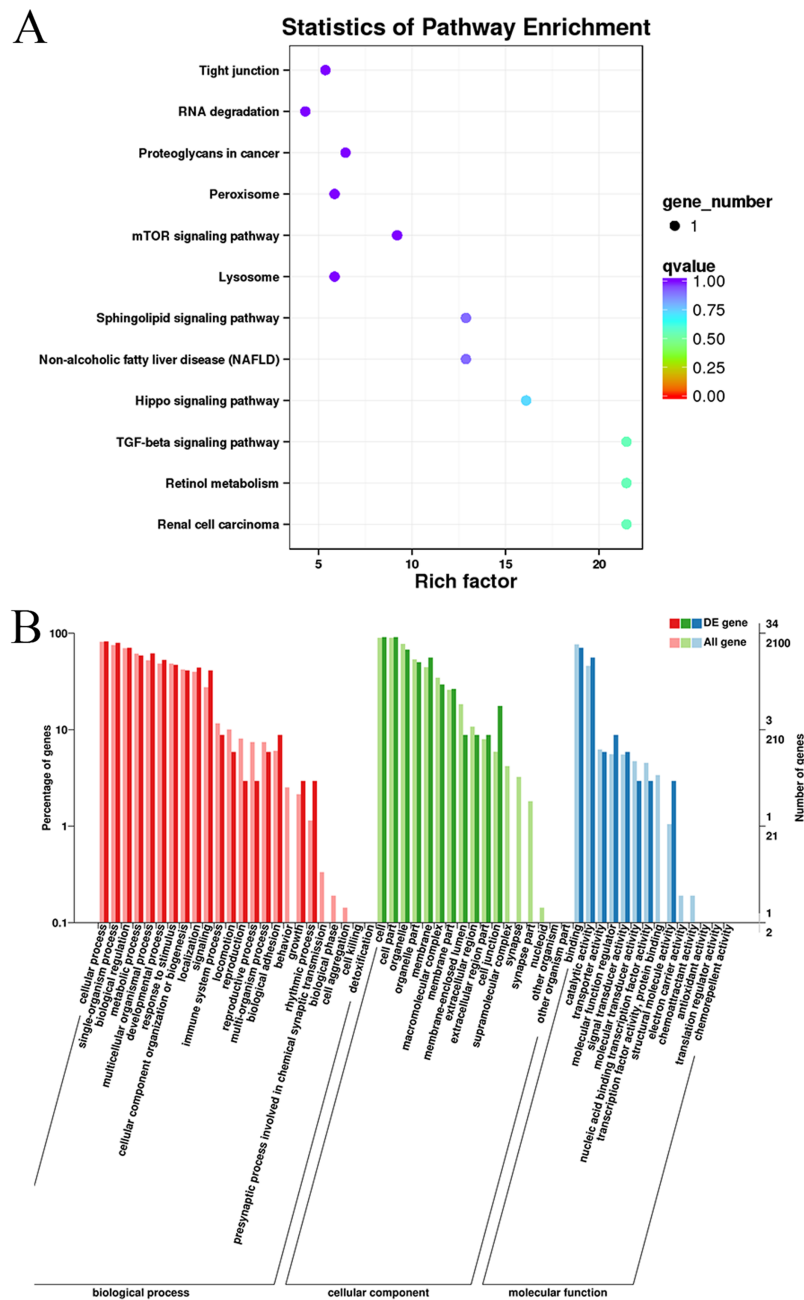 A
Statistics of Pathway Enrichment
Tight junction
RNA degradation
Proteoglycans in cancer
Peroxisome
mTOR signaling pathway
Lysosome
Sphingolipid signaling pathway
Non-alcoholic fatty liver disease (NAFLD)
Hippo signaling pathway
TGF-beta signaling pathway
Retinol metabolism
Renal cell carcinoma
5 10 15 20
Rich factor
gene_number
1
qvalue
1.00
0.75
0.50
0.25
0.00
B
Percentage of genes
100
10
1
0.1
DE gene
All gene
34
2100
3
210
1
21
1
2
Number of genes
cellular process
single-organism process
biological regulation
metabolic process
multicellular organismal process
developmental process
response to stimulus
cellular component organization or biogenesis
localization
signaling
immune system process
locomotion
reproduction
reproductive process
multi-organism process
biological adhesion
behavior
growth
rhythmic process
presynaptic process involved in chemical synaptic transmission
biological phase
cell aggregation
cell killing
detoxification
cell
cell part
organelle
organelle part
membrane
macromolecular complex
membrane part
membrane-enclosed lumen
extracellular region
extracellular region part
cell junction
supramolecular complex
synapse
synapse part
nucleoid
other organism
other organism part
binding
catalytic activity
transporter activity
molecular function regulator
signal transducer activity
molecular transducer activity
nucleic acid binding transcription factor activity
transcription factor activity, protein binding
structural molecule activity
electron carrier activity
chemoattractant activity
antioxidant activity
translation regulator activity
chemorepellent activity
biological process
cellular component
molecular function